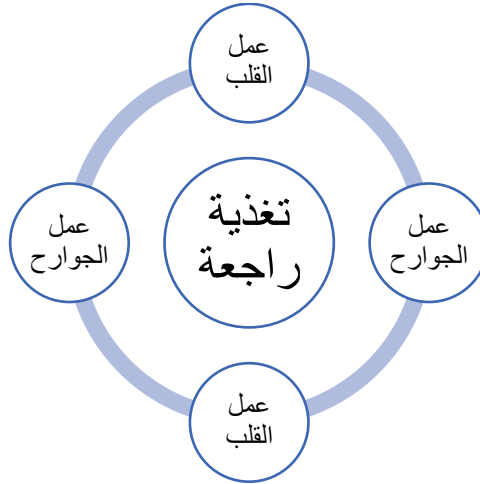 عمل
القلب
تغذية
راجعة
عمل
الجوارح
عمل
الجوارح
عمل
القلب